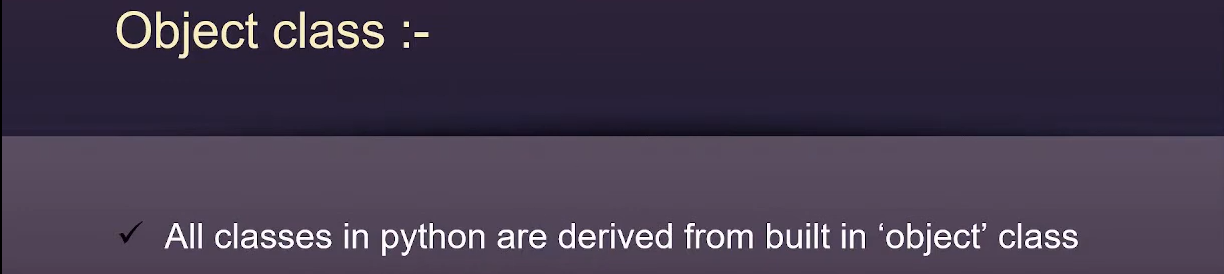 Object class :-
✓ All classes in python are derived from built in ‘object’ class